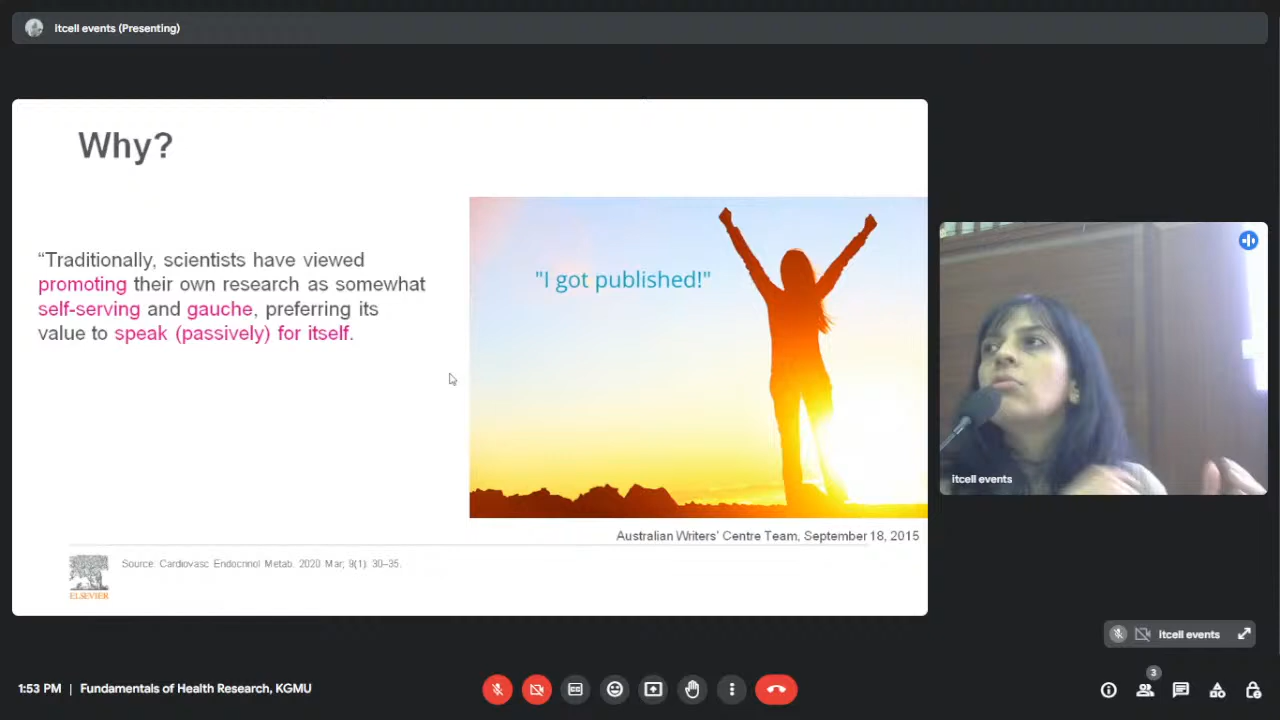 itcell events (Presenting)
Why?
"I got published!"
“Traditionally, scientists have viewed
promoting their own research as somewhat
self-serving and gauche, preferring its
value to speak (passively) for itself.
itcell events
Australian Writers' Centre Team, September 18, 2015
Source: Cardiovasc Endocrinol Metab. 2020 Mar; 9(1): 30–35.
ELSEVIER
itcell events
1:53 PM | Fundamentals of Health Research, KGMU
3